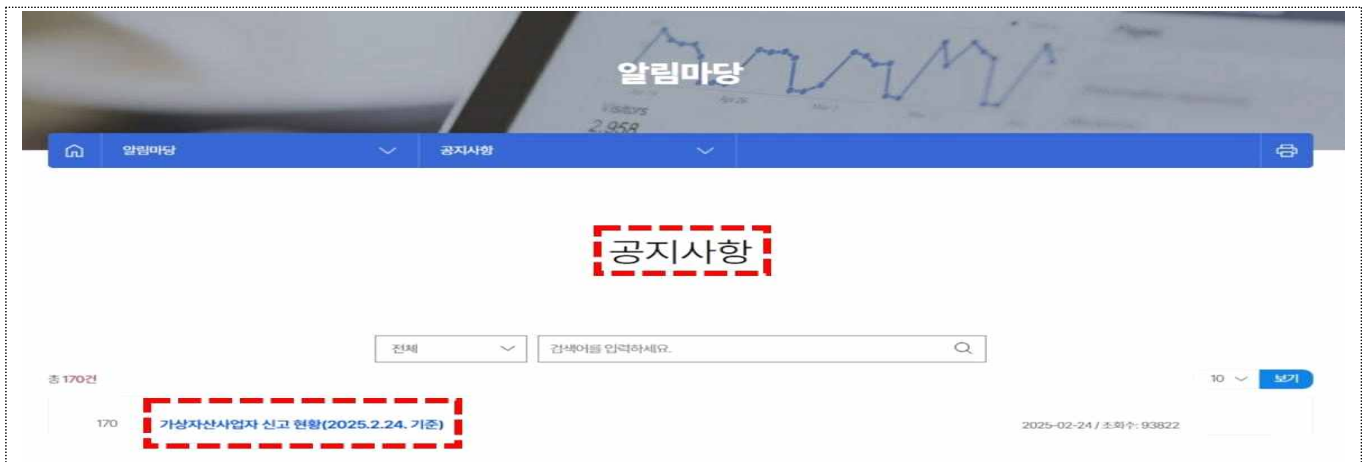 알림마당
Visitors
2,958
알림마당 공지사항
공지사항
전체 검색어를 입력하세요.
총 170건 10 보기
170 가상자산사업자 신고 현황(2025.2.24. 기준) 2025-02-24 / 조회수: 93822